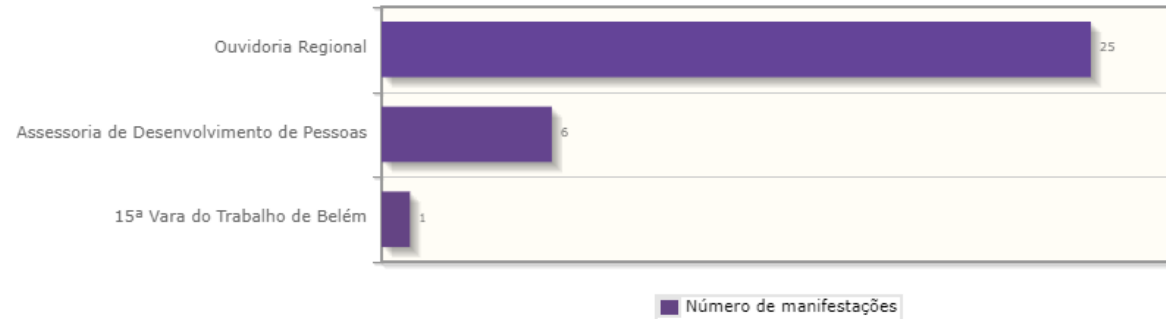 Ouvidoria Regional
25
Assessoria de Desenvolvimento de Pessoas
6
15ª Vara do Trabalho de Belém
1
Número de manifestações